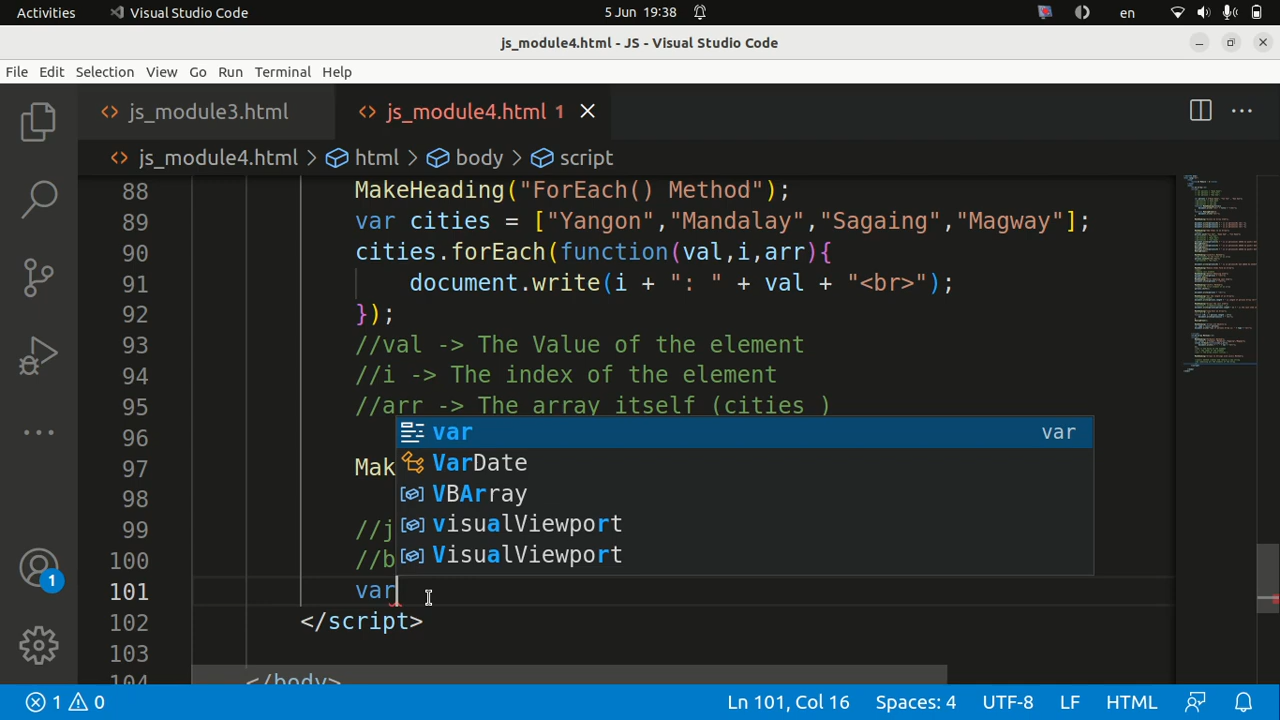 Activities Visual Studio Code 5 Jun 19:38 en
js_module4.html - JS - Visual Studio Code
File Edit Selection View Go Run Terminal Help
js_module3.html js_module4.html 1
js_module4.html > html > body > script
88 MakeHeading("ForEach() Method");
89 var cities = ["Yangon","Mandalay","Sagaing","Magway"];
90 cities.forEach(function(val,i,arr){
91 document.write(i + ": " + val + "<br>");
92 });
93 //val -> The Value of the element
94 //i -> The index of the element
95 //arr -> The array itself (cities )
96 var var
VarDate
97 Mak
98 VBArray
99 //j visualViewport
100 //b VisualViewport
101 var
102 </script>
103
104 </body>
1
1 0 Ln 101, Col 16 Spaces: 4 UTF-8 LF HTML